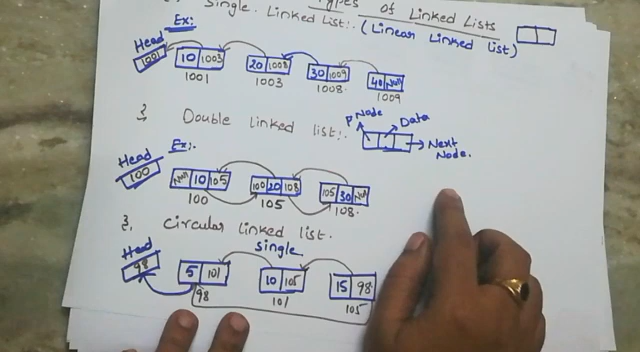 Types of Linked Lists
Single Linked List:. (Linear Linked List)
Ex:
Head
1001
10 1003
20 1008
30 1009
40 Null
1001
1003
1008.
1009
2 Double linked list:.
PNode
Data
Next Node.
Ex:-
Head
100
Null 10 105
100 20 108
105 30 Null
100
105
108.
3. Circular linked list.
Single
Head
98
5 101
10 105
15 98
98
101
105